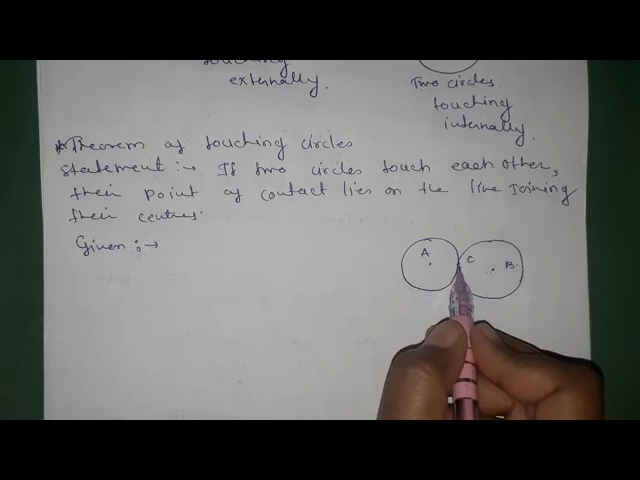 touching
externally.
Two circles
touching
internally.
* Theorem of touching circles
statement :→ If two circles touch each other,
their point of contact lies on the line joining
their centres.
Given :→
A
C
B